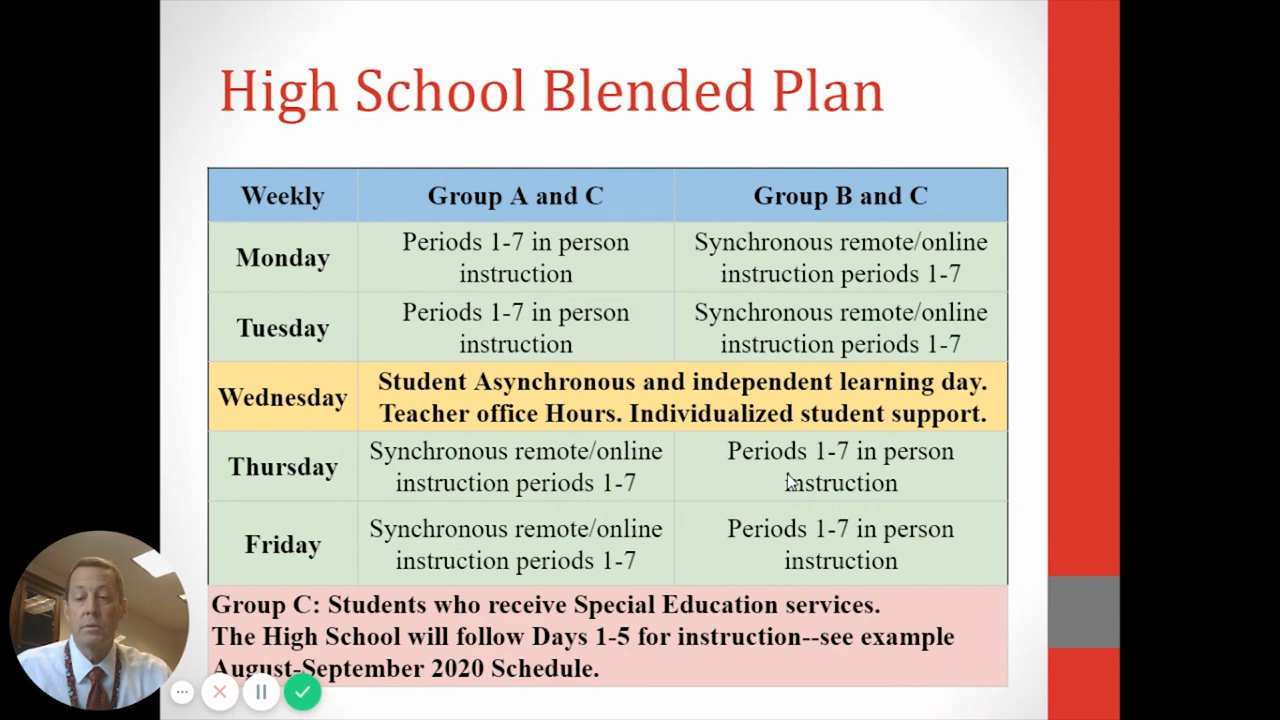 High School Blended Plan
Weekly
Group A and C
Group B and C
Monday
Periods 1-7 in person
instruction
Synchronous remote/online
instruction periods 1-7
Tuesday
Periods 1-7 in person
instruction
Synchronous remote/online
instruction periods 1-7
Wednesday
Student Asynchronous and independent learning day.
Teacher office Hours. Individualized student support.
Thursday
Synchronous remote/online
instruction periods 1-7
Periods 1-7 in person
instruction
Friday
Synchronous remote/online
instruction periods 1-7
Periods 1-7 in person
instruction
Group C: Students who receive Special Education services.
The High School will follow Days 1-5 for instruction--see example
August-September 2020 Schedule.